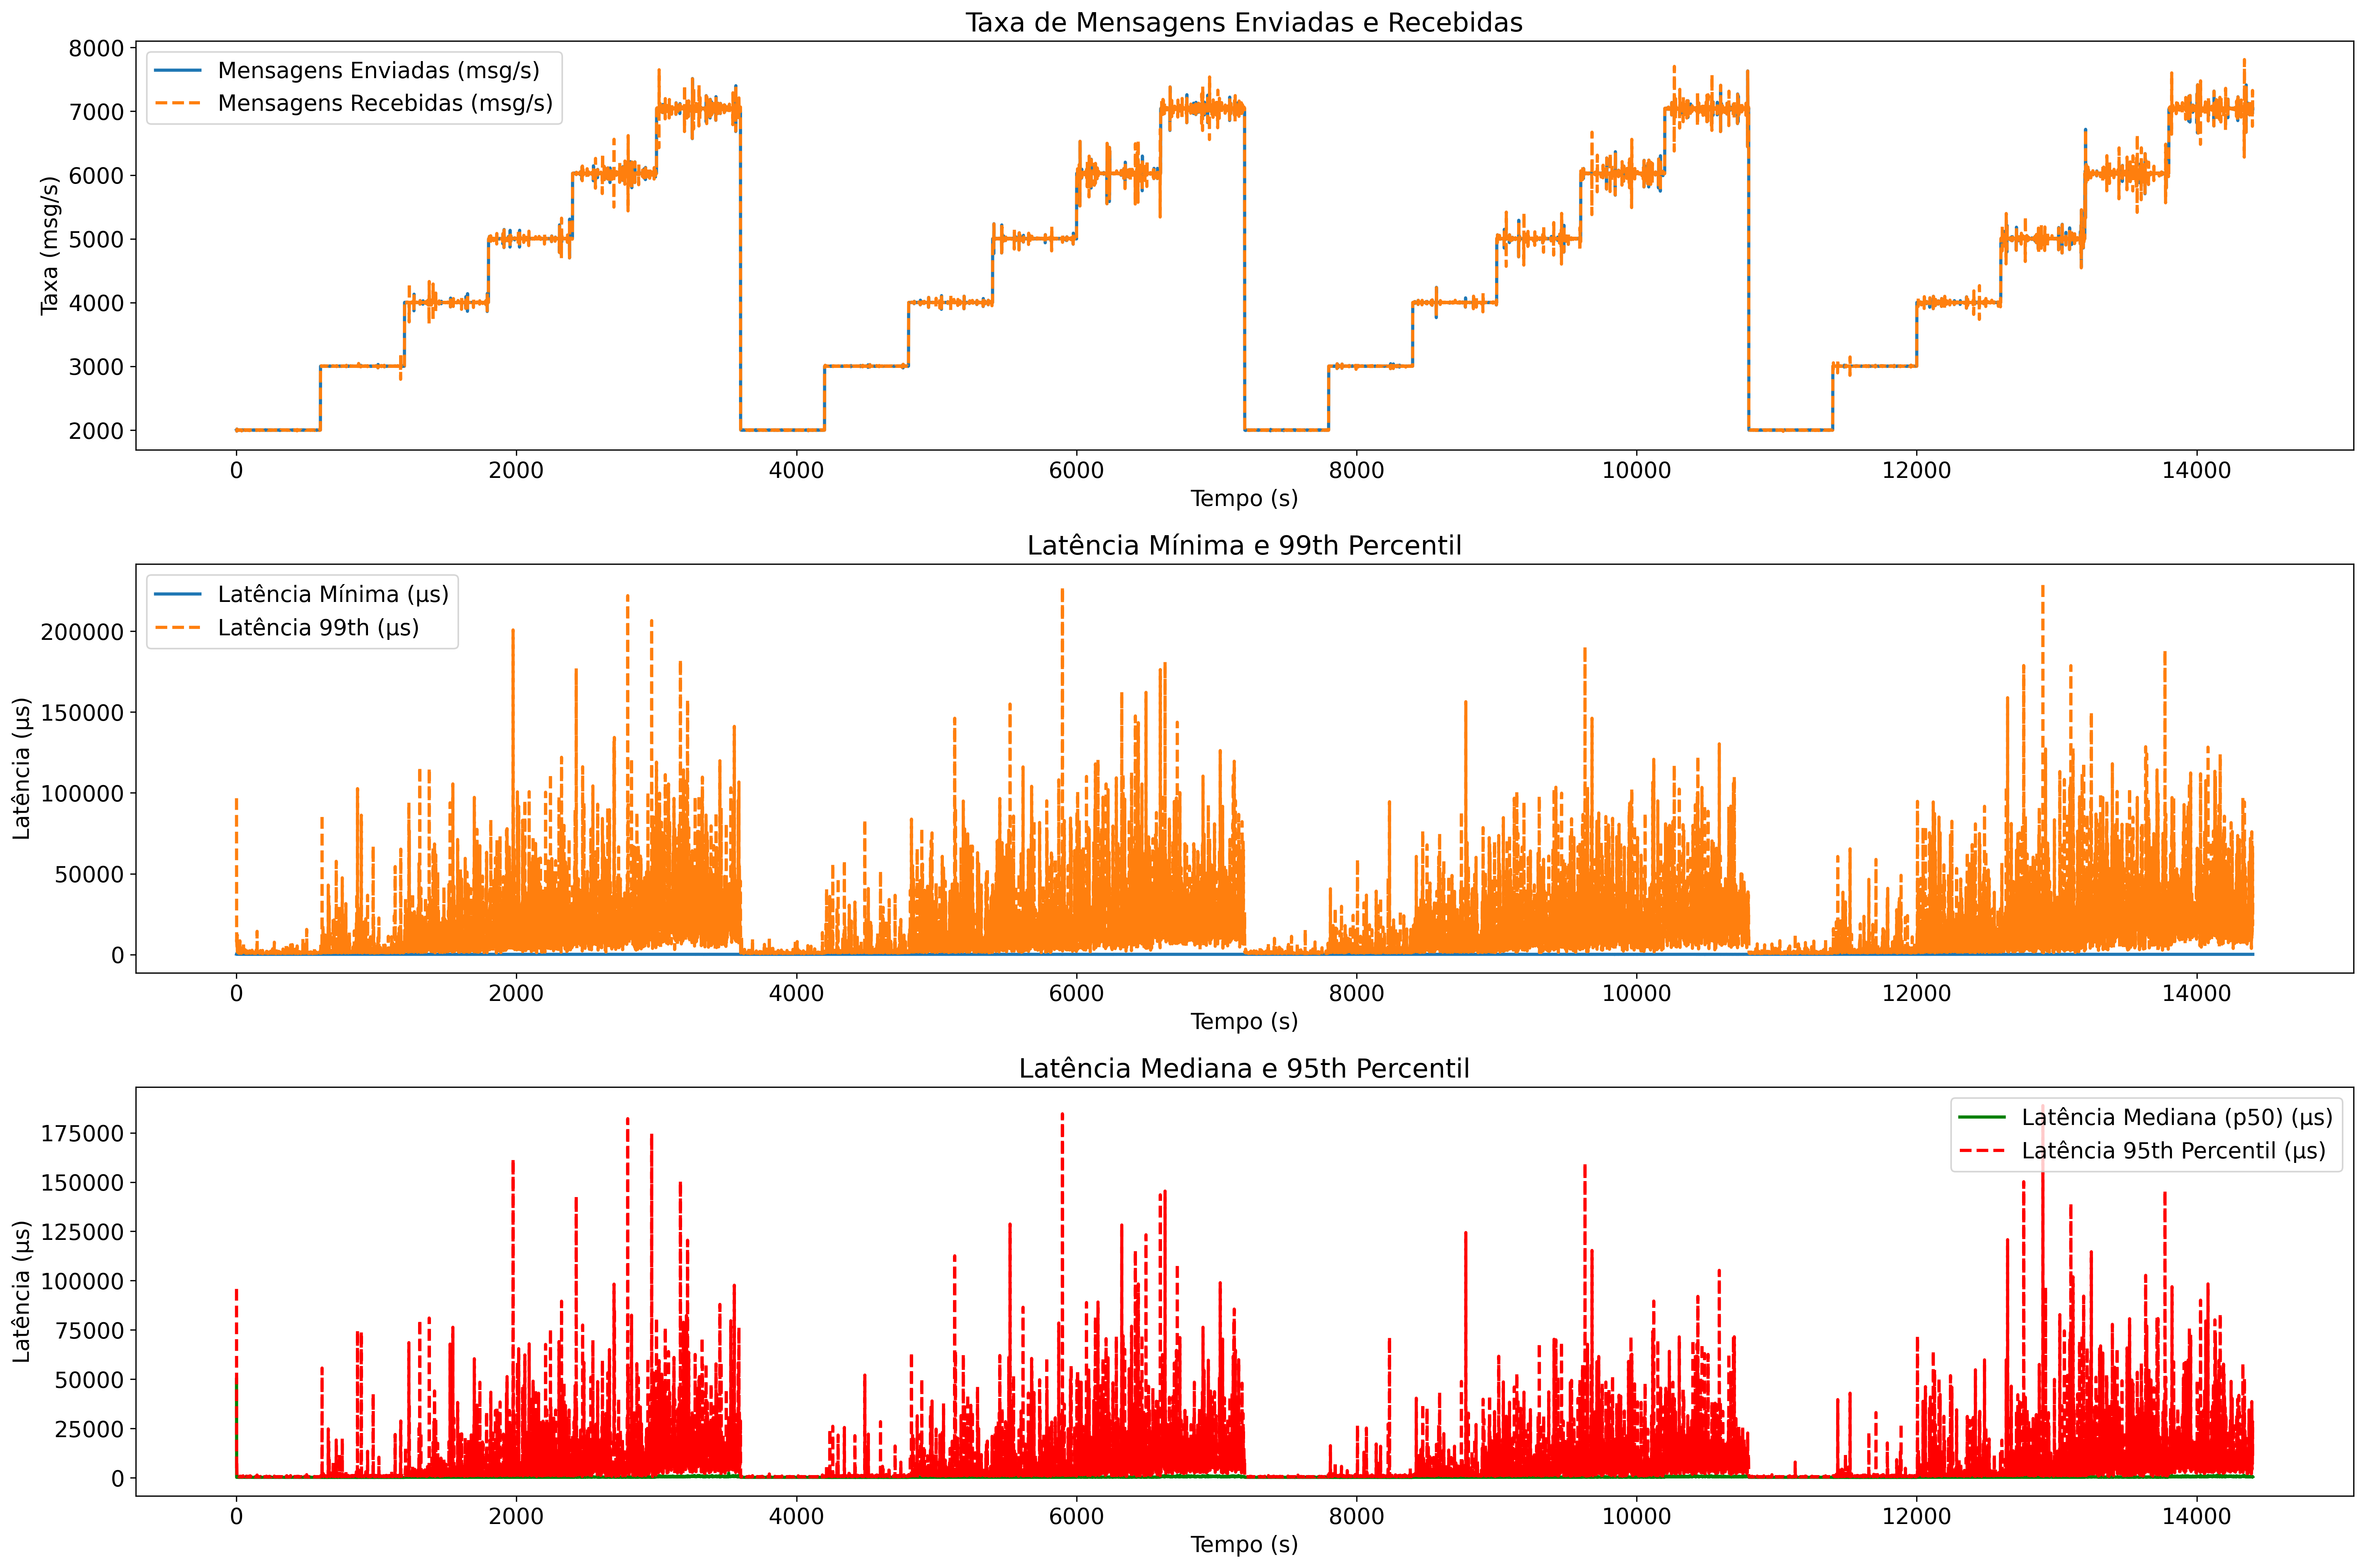 Taxa de Mensagens Enviadas e Recebidas
Taxa (msg/s)
8000
7000
6000
5000
4000
3000
2000
Mensagens Enviadas (msg/s)
Mensagens Recebidas (msg/s)
0 2000 4000 6000 8000 10000 12000 14000
Tempo (s)
Latência Mínima e 99th Percentil
Latência (µs)
200000
150000
100000
50000
0
Latência Mínima (µs)
Latência 99th (µs)
0 2000 4000 6000 8000 10000 12000 14000
Tempo (s)
Latência Mediana e 95th Percentil
Latência (µs)
175000
150000
125000
100000
75000
50000
25000
0
Latência Mediana (p50) (µs)
Latência 95th Percentil (µs)
0 2000 4000 6000 8000 10000 12000 14000
Tempo (s)